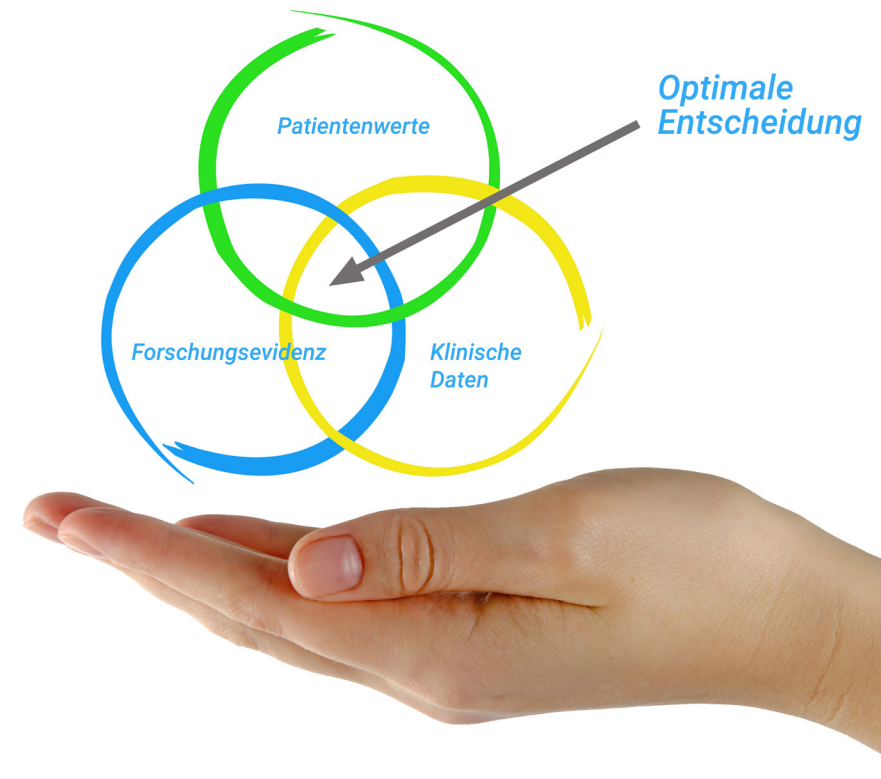 Optimale
Entscheidung
Patientenwerte
Forschungsevidenz
Klinische
Daten